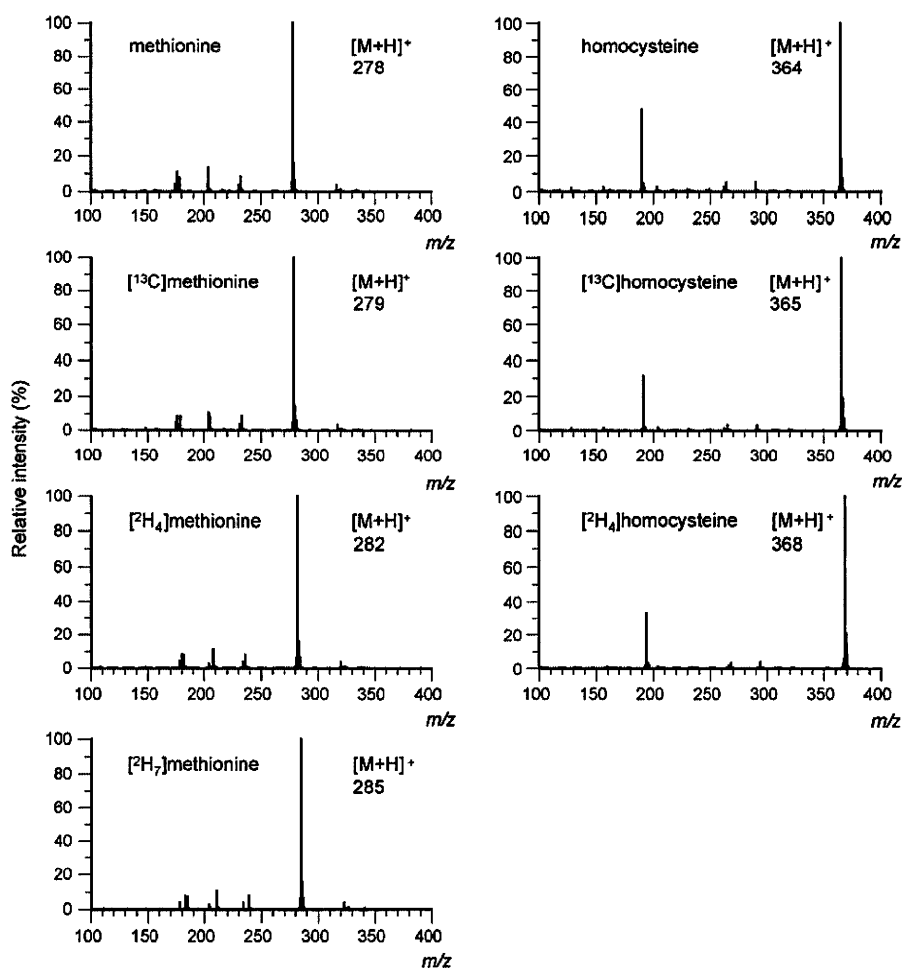 methionine
[M+H]⁺
278
100
80
60
40
20
0
100 150 200 250 300 350 400
m/z
homocysteine
[M+H]⁺
364
100
80
60
40
20
0
100 150 200 250 300 350 400
m/z
[¹³C]methionine
[M+H]⁺
279
100
80
60
40
20
0
100 150 200 250 300 350 400
m/z
[¹³C]homocysteine
[M+H]⁺
365
100
80
60
40
20
0
100 150 200 250 300 350 400
m/z
Relative intensity (%)
[²H₄]methionine
[M+H]⁺
282
100
80
60
40
20
0
100 150 200 250 300 350 400
m/z
[²H₄]homocysteine
[M+H]⁺
368
100
80
60
40
20
0
100 150 200 250 300 350 400
m/z
[²H₇]methionine
[M+H]⁺
285
100
80
60
40
20
0
100 150 200 250 300 350 400
m/z